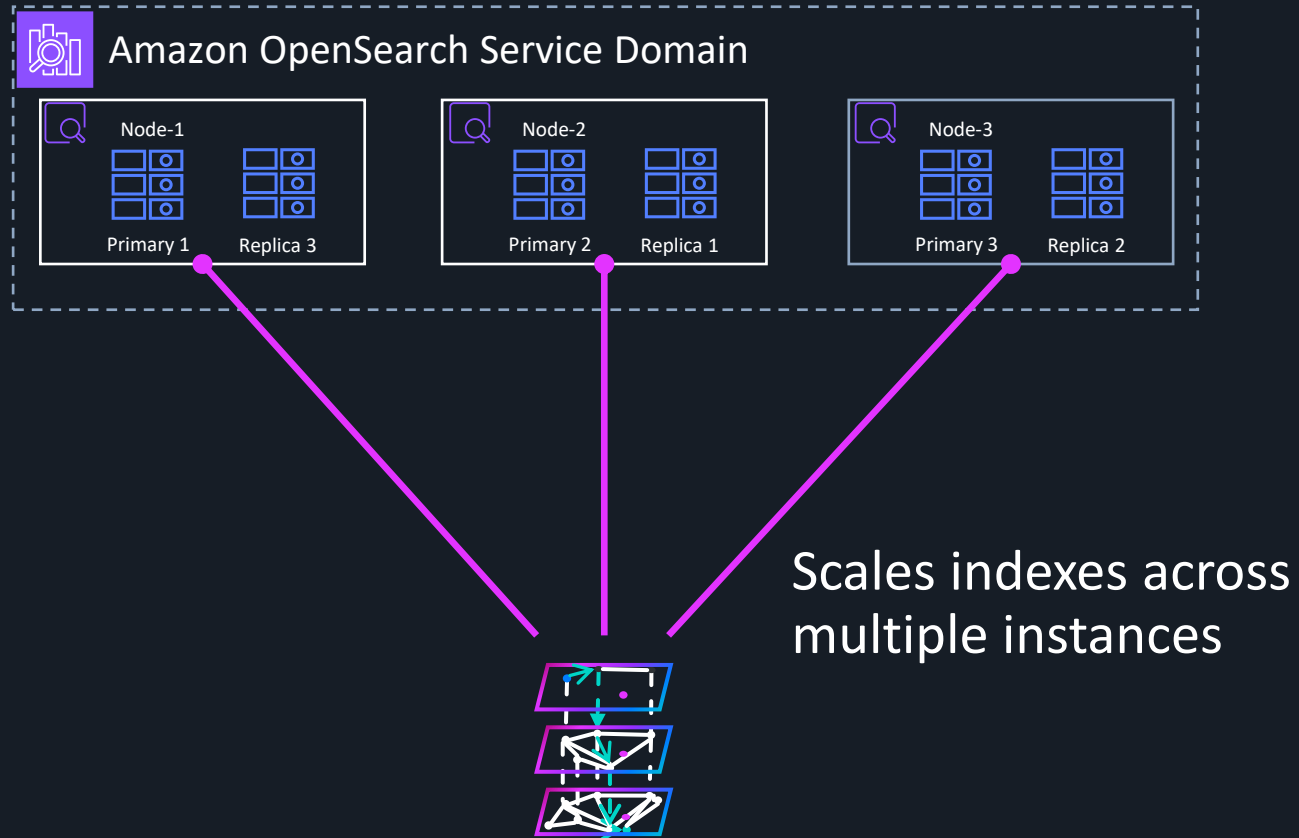 Amazon OpenSearch Service Domain
Node-1
Primary 1
Replica 3
Node-2
Primary 2
Replica 1
Node-3
Primary 3
Replica 2
Scales indexes across
multiple instances